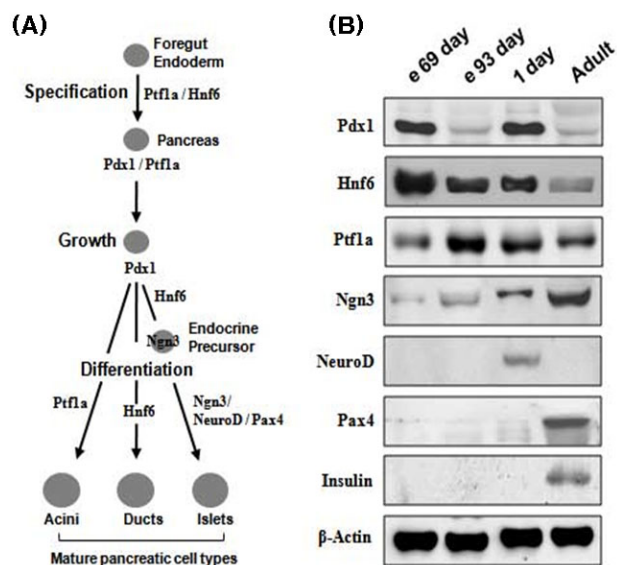 (A)
Foregut
Endoderm
Specification
Ptf1a / Hnf6
Pancreas
Pdx1 / Ptf1a
Growth
Pdx1
Hnf6
Ngn3
Endocrine
Precursor
Differentiation
Ptf1a
Hnf6
Ngn3/
NeuroD / Pax4
Acini
Ducts
Islets
Mature pancreatic cell types
(B)
e 69 day
e 93 day
1 day
Adult
Pdx1
Hnf6
Ptf1a
Ngn3
NeuroD
Pax4
Insulin
β-Actin